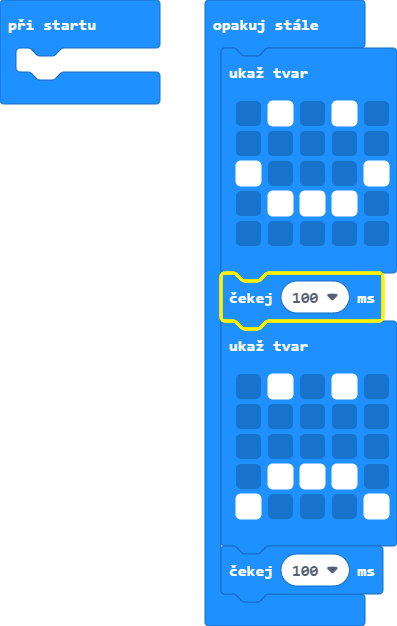 při startu
opakuj stále
ukaž tvar
čekej 100 ms
ukaž tvar
čekej 100 ms